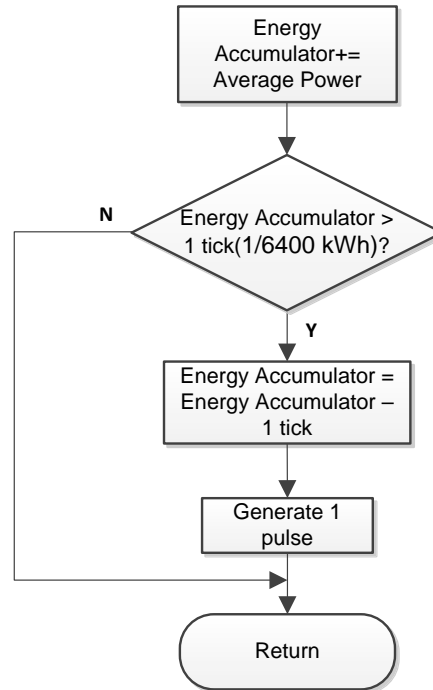 Energy
Accumulator+=
Average Power
N
Energy Accumulator >
1 tick(1/6400 kWh)?
Y
Energy Accumulator =
Energy Accumulator –
1 tick
Generate 1
pulse
Return